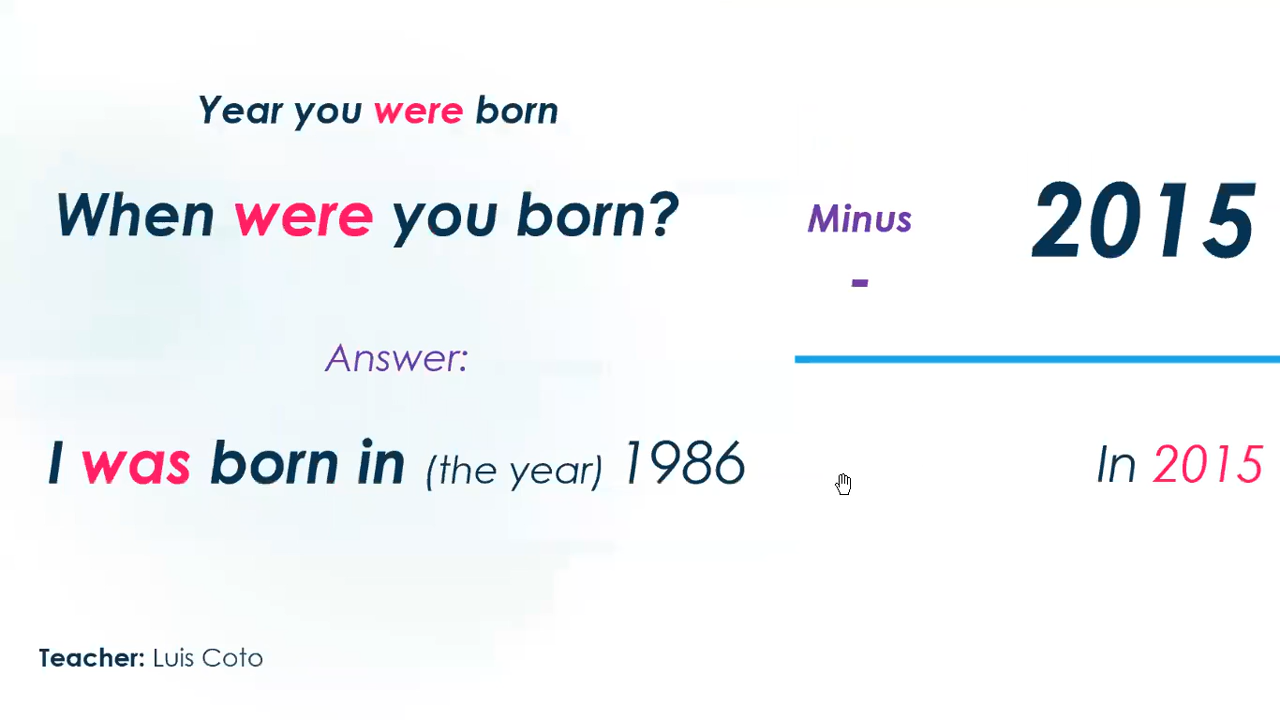 Year you were born
When were you born?
Minus
-
2015
Answer:
I was born in (the year) 1986
In 2015
Teacher: Luis Coto